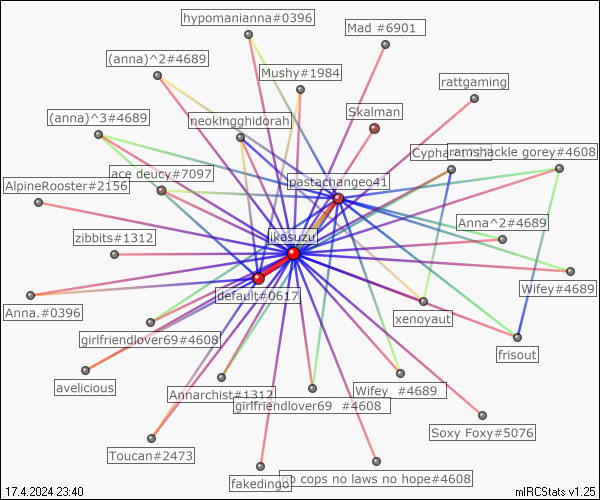 hypomanianna#0396
Mad #6901
(anna)^2#4689
Mushy#1984
rattgaming
Skalman
(anna)^3#4689
neokingghidorah
ramshackle gorey#4608
ace deucy#7097
pastachangeo41
AlpineRooster#2156
Anna^2#4689
ikasuzu
zibbits#1312
Wifey#4689
default#0617
Anna.#0396
xenoyaut
girlfriendlover69#4608
frisout
avelicious
Annarchist#1312
Wifey #4689
girlfriendlover69 #4608
Soxy Foxy#5076
Toucan#2473
fakedingo
no cops no laws no hope#4608
17.4.2024 23:40
mIRCStats v1.25